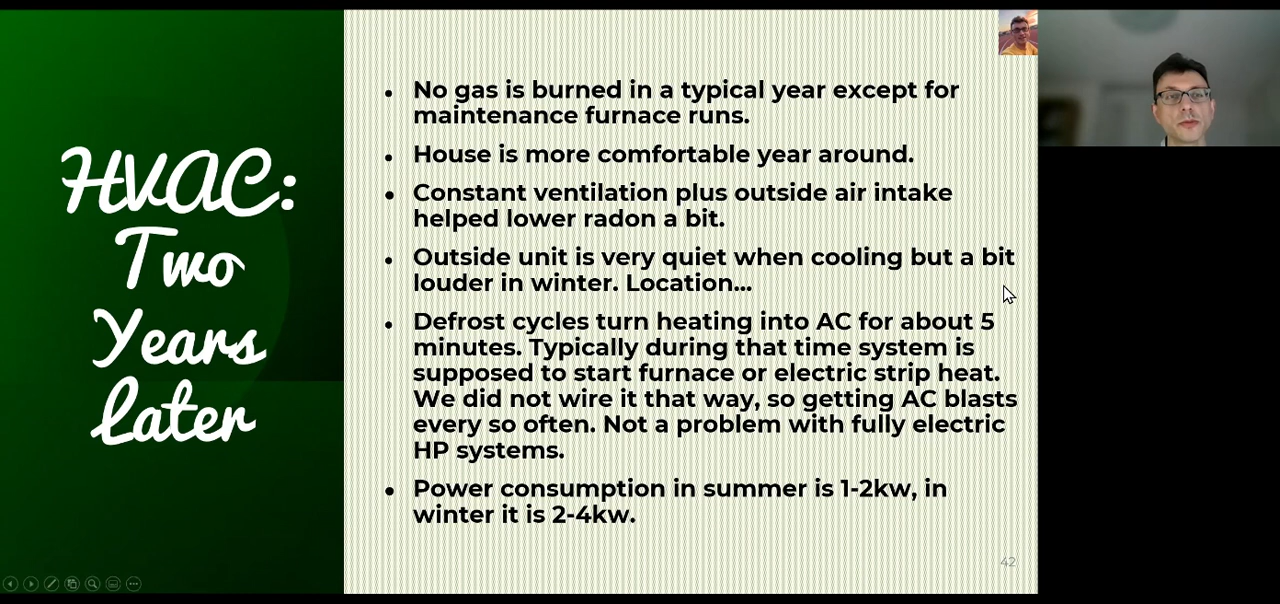 HVAC:
Two
Years
Later
No gas is burned in a typical year except for
maintenance furnace runs.
House is more comfortable year around.
Constant ventilation plus outside air intake
helped lower radon a bit.
Outside unit is very quiet when cooling but a bit
louder in winter. Location...
Defrost cycles turn heating into AC for about 5
minutes. Typically during that time system is
supposed to start furnace or electric strip heat.
We did not wire it that way, so getting AC blasts
every so often. Not a problem with fully electric
HP systems.
Power consumption in summer is 1-2kw, in
winter it is 2-4kw.
42